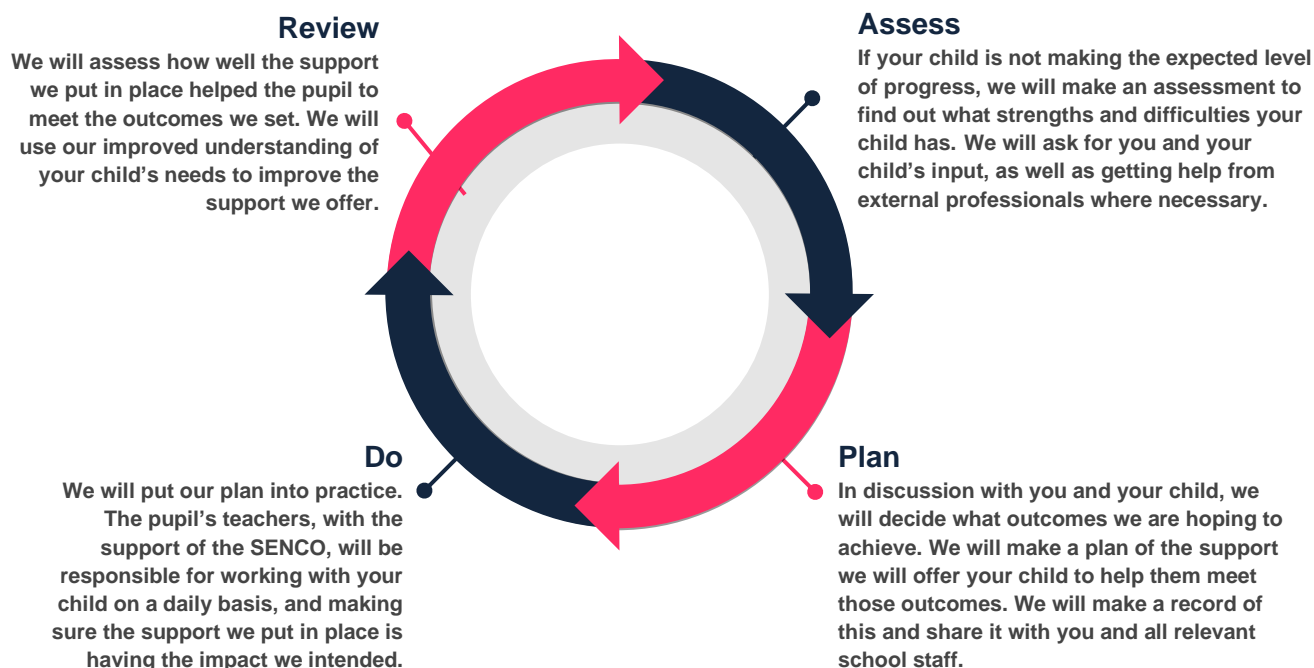 Review
We will assess how well the support
we put in place helped the pupil to
meet the outcomes we set. We will
use our improved understanding of
your child’s needs to improve the
support we offer.
Assess
If your child is not making the expected level
of progress, we will make an assessment to
find out what strengths and difficulties your
child has. We will ask for you and your
child’s input, as well as getting help from
external professionals where necessary.
Do
We will put our plan into practice.
The pupil’s teachers, with the
support of the SENCO, will be
responsible for working with your
child on a daily basis, and making
sure the support we put in place is
having the impact we intended.
Plan
In discussion with you and your child, we
will decide what outcomes we are hoping to
achieve. We will make a plan of the support
we will offer your child to help them meet
those outcomes. We will make a record of
this and share it with you and all relevant
school staff.